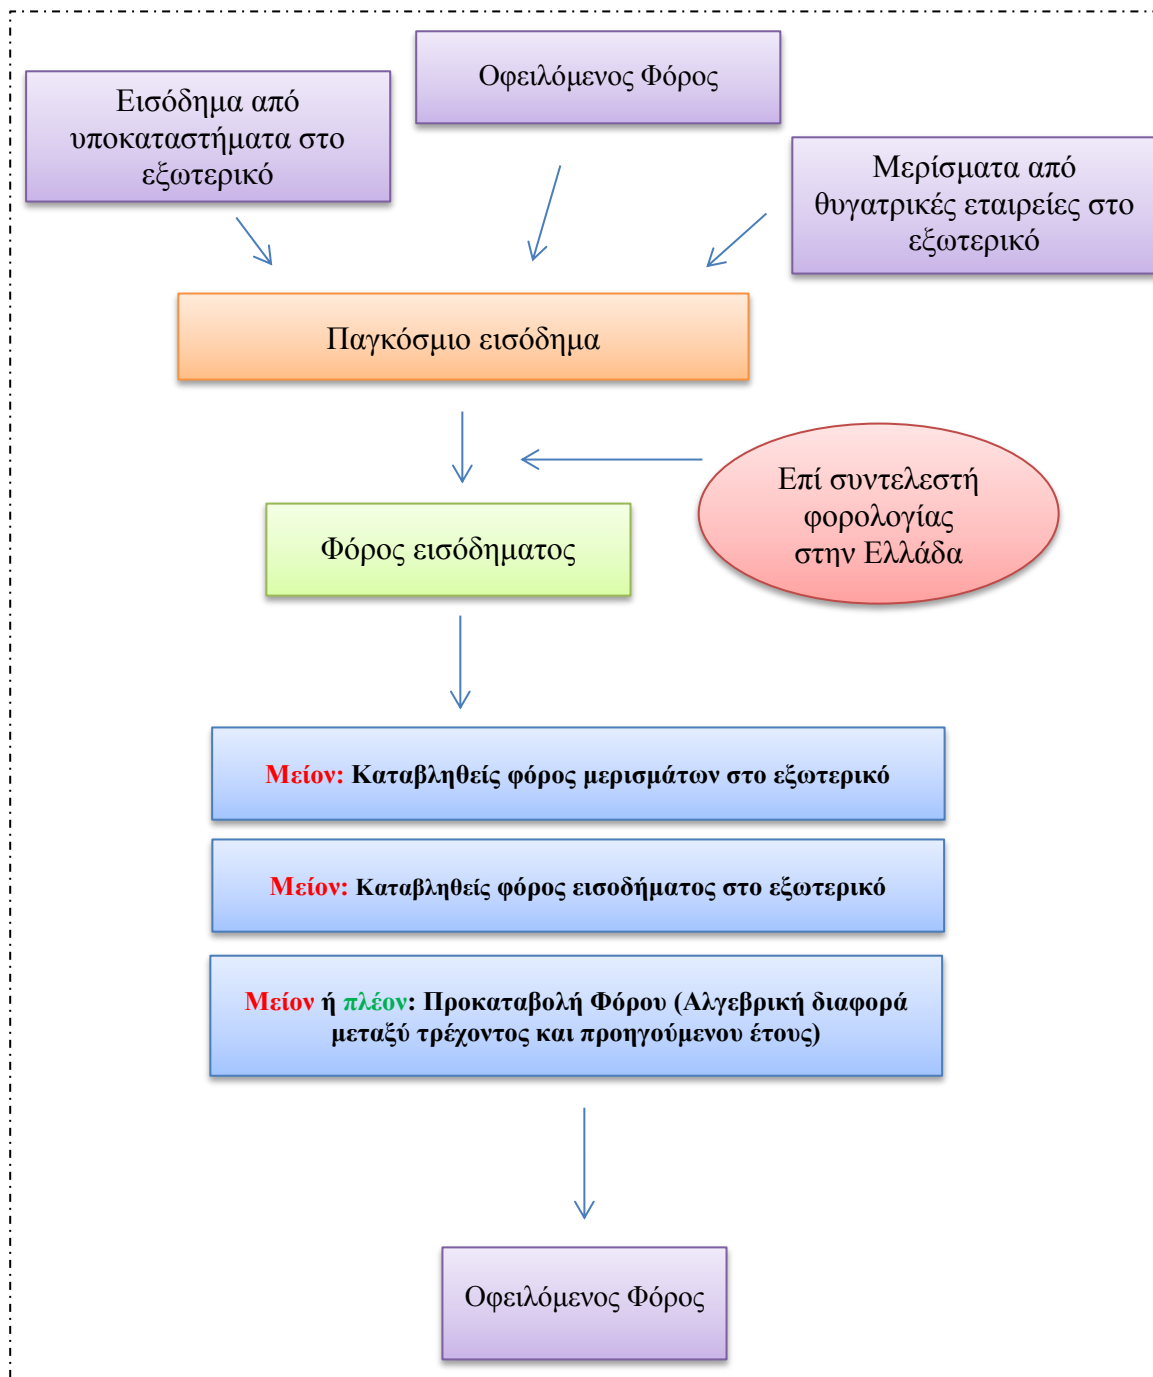 Οφειλόμενος Φόρος
Εισόδημα από
υποκαταστήματα στο
εξωτερικό
Μερίσματα από
θυγατρικές εταιρείες στο
εξωτερικό
Παγκόσμιο εισόδημα
Επί συντελεστή
φορολογίας
στην Ελλάδα
Φόρος εισόδηματος
Μείον: Καταβληθείς φόρος μερισμάτων στο εξωτερικό
Μείον: Καταβληθείς φόρος εισοδήματος στο εξωτερικό
Μείον ή πλέον: Προκαταβολή Φόρου (Αλγεβρική διαφορά
μεταξύ τρέχοντος και προηγούμενου έτους)
Οφειλόμενος Φόρος